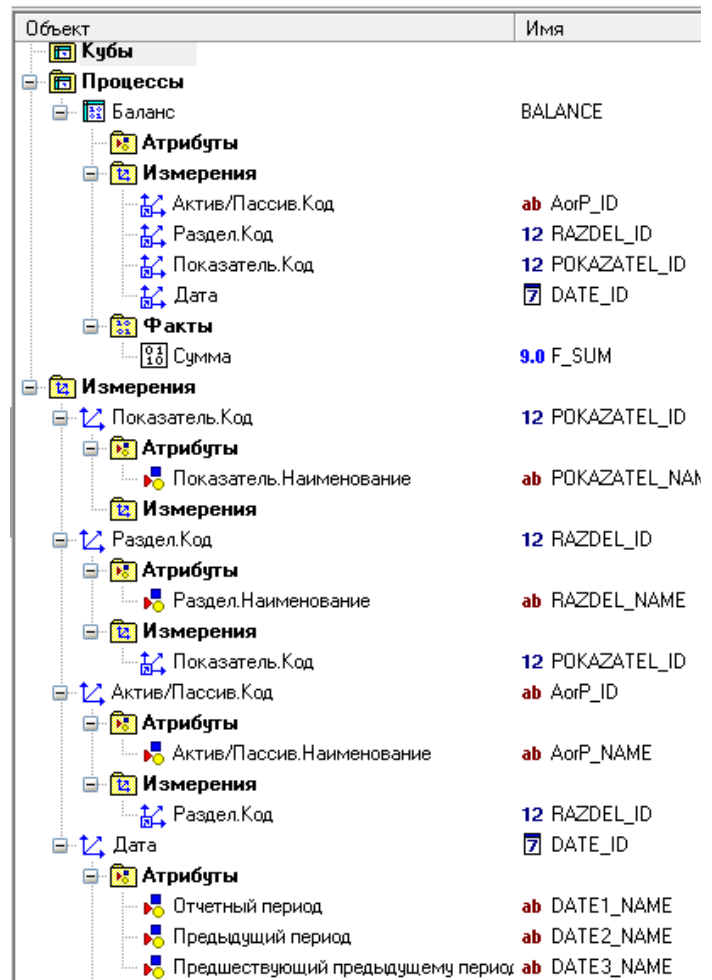 Объект Имя
Кубы
Процессы
Баланс BALANCE
Атрибуты
Измерения
Актив/Пассив.Код ab AorP_ID
Раздел.Код 12 RAZDEL_ID
Показатель.Код 12 POKAZATEL_ID
Дата 7 DATE_ID
Факты
Сумма 9.0 F_SUM
Измерения
Показатель.Код 12 POKAZATEL_ID
Атрибуты
Показатель.Наименование ab POKAZATEL_NAM
Измерения
Раздел.Код 12 RAZDEL_ID
Атрибуты
Раздел.Наименование ab RAZDEL_NAME
Измерения
Показатель.Код 12 POKAZATEL_ID
Актив/Пассив.Код ab AorP_ID
Атрибуты
Актив/Пассив.Наименование ab AorP_NAME
Измерения
Раздел.Код 12 RAZDEL_ID
Дата 7 DATE_ID
Атрибуты
Отчетный период ab DATE1_NAME
Предыдущий период ab DATE2_NAME
Предшествующий предыдущему период ab DATE3_NAME